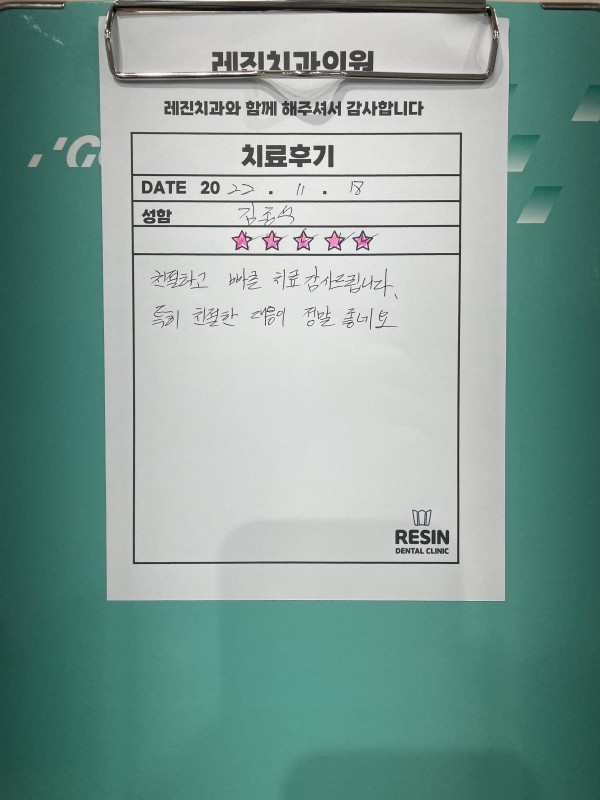 레진치과의원
레진치과와 함께 해주셔서 감사합니다
치료후기
DATE 2022. 11. 18
성함 김종석
친절하고 빠른 치료 감사드립니다.
특히 친절한 대응이 정말 좋네요
RESIN
DENTAL CLINIC